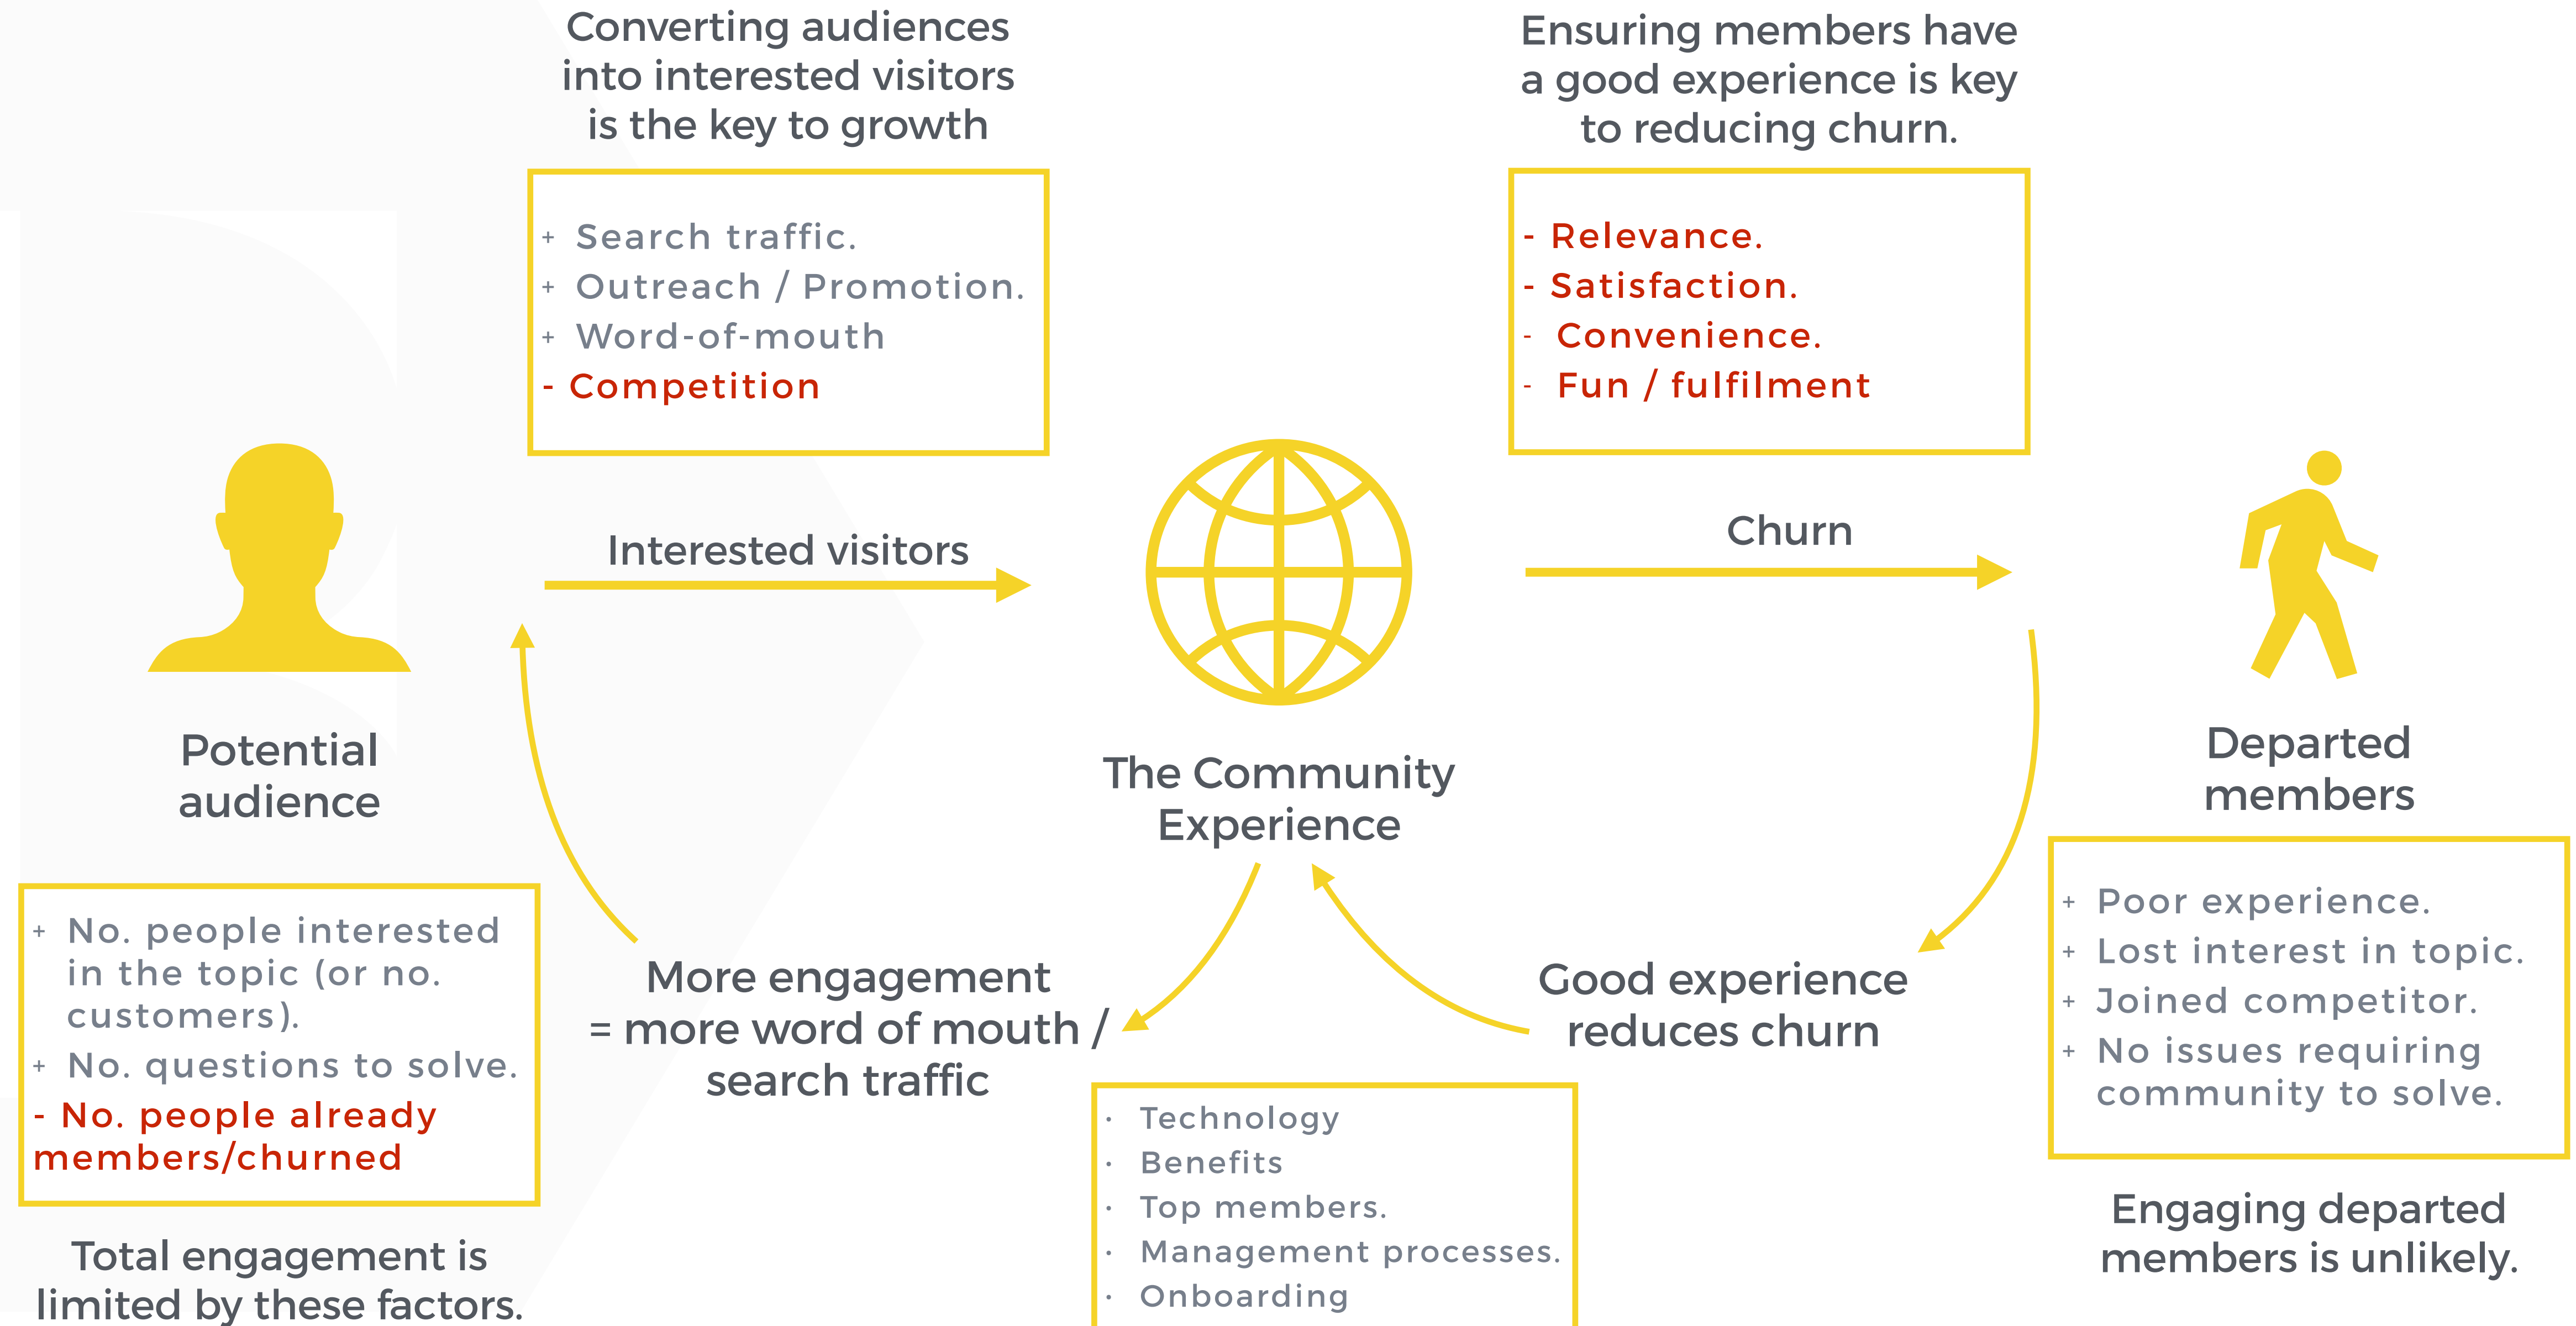 Converting audiences
into interested visitors
is the key to growth
+ Search traffic.
+ Outreach / Promotion.
+ Word-of-mouth
- Competition
Ensuring members have
a good experience is key
to reducing churn.
- Relevance.
- Satisfaction.
- Convenience.
- Fun / fulfilment
Interested visitors
Churn
Potential
audience
+ No. people interested
in the topic (or no.
customers).
+ No. questions to solve.
- No. people already
members/churned
Total engagement is
limited by these factors.
The Community
Experience
More engagement
= more word of mouth /
search traffic
Good experience
reduces churn
· Technology
· Benefits
· Top members.
· Management processes.
· Onboarding
Departed
members
+ Poor experience.
+ Lost interest in topic.
+ Joined competitor.
+ No issues requiring
community to solve.
Engaging departed
members is unlikely.